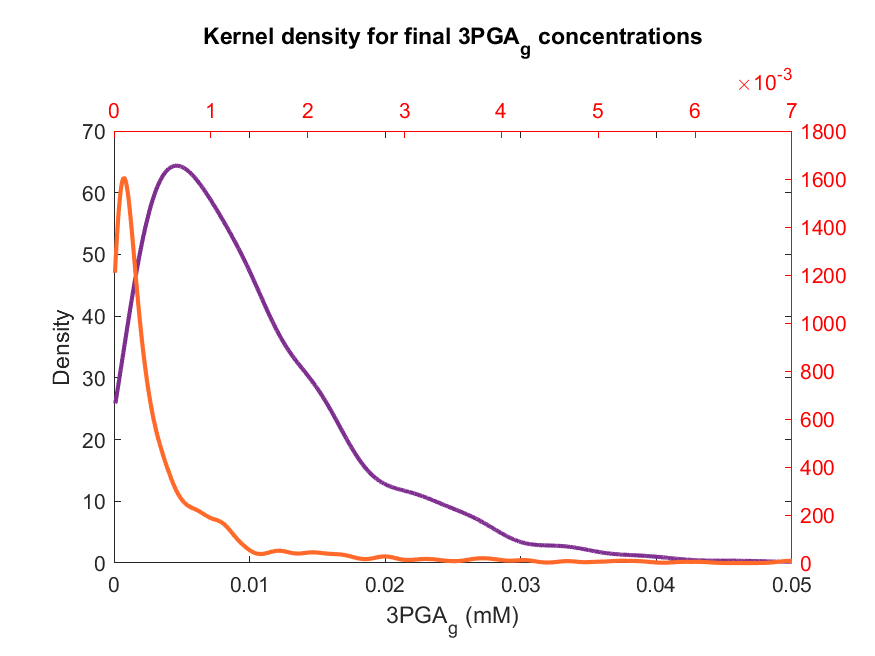 Kernel density for final 3PGA_g concentrations
×10^-3
0 1 2 3 4 5 6 7
70 1800
60 1600
50 1400
40 1200
30 1000
20 800
10 600
0 400
200
0
Density
0 0.01 0.02 0.03 0.04 0.05
3PGA_g (mM)